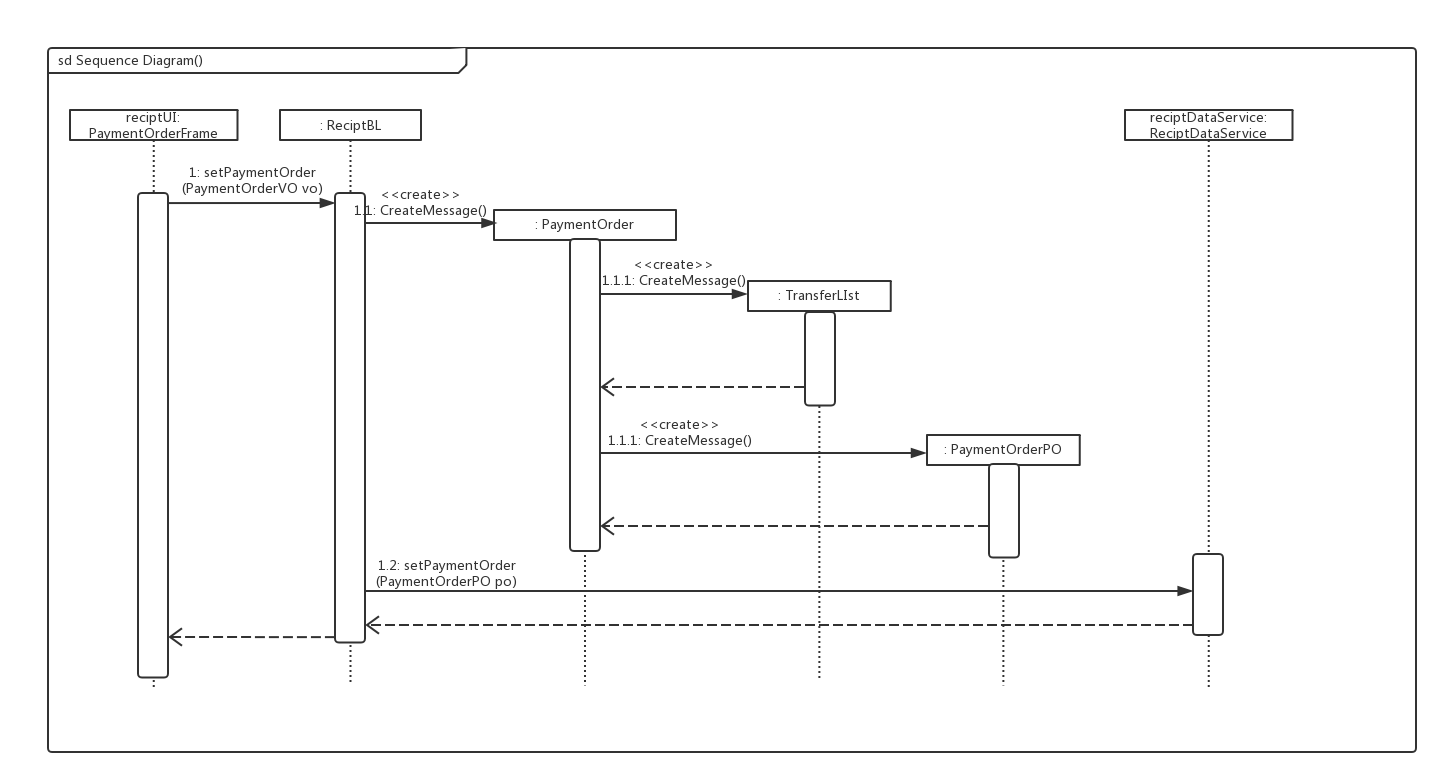 sd Sequence Diagram()
reciptUI:
PaymentOrderFrame
: ReciptBL
reciptDataService:
ReciptDataService
1: setPaymentOrder
(PaymentOrderVO vo)
<<create>>
1.1: CreateMessage()
: PaymentOrder
<<create>>
1.1.1: CreateMessage()
: TransferLIst
<<create>>
1.1.1: CreateMessage()
: PaymentOrderPO
1.2: setPaymentOrder
(PaymentOrderPO po)